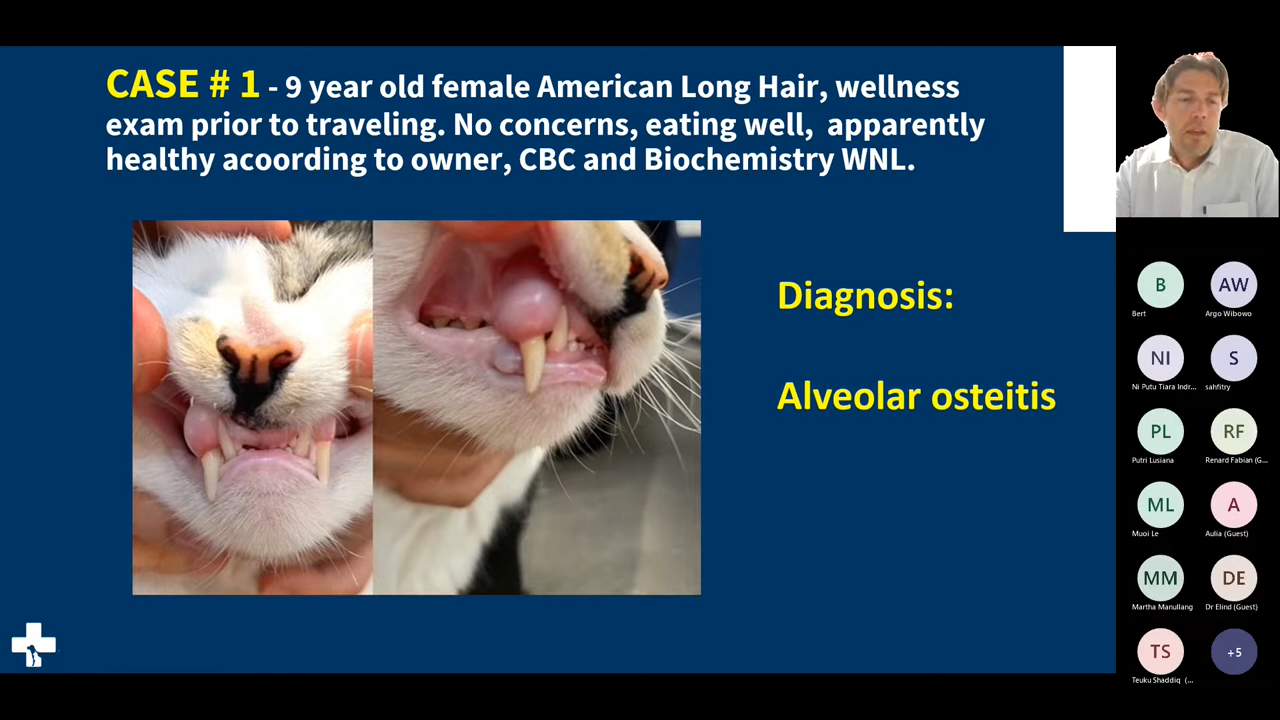 CASE # 1 - 9 year old female American Long Hair, wellness
exam prior to traveling. No concerns, eating well, apparently
healthy acoording to owner, CBC and Biochemistry WNL.
Diagnosis:
Alveolar osteitis
B
AW
Bert
Argo Wibowo
NI
S
Ni Putu Tiara Indr...
sahfitry
PL
RF
Putri Lusiana
Renard Fabian (G...
ML
A
Muoi Le
Aulia (Guest)
MM
DE
Martha Manullang
Dr Elind (Guest)
TS
+5
Teuku Shaddiq (...